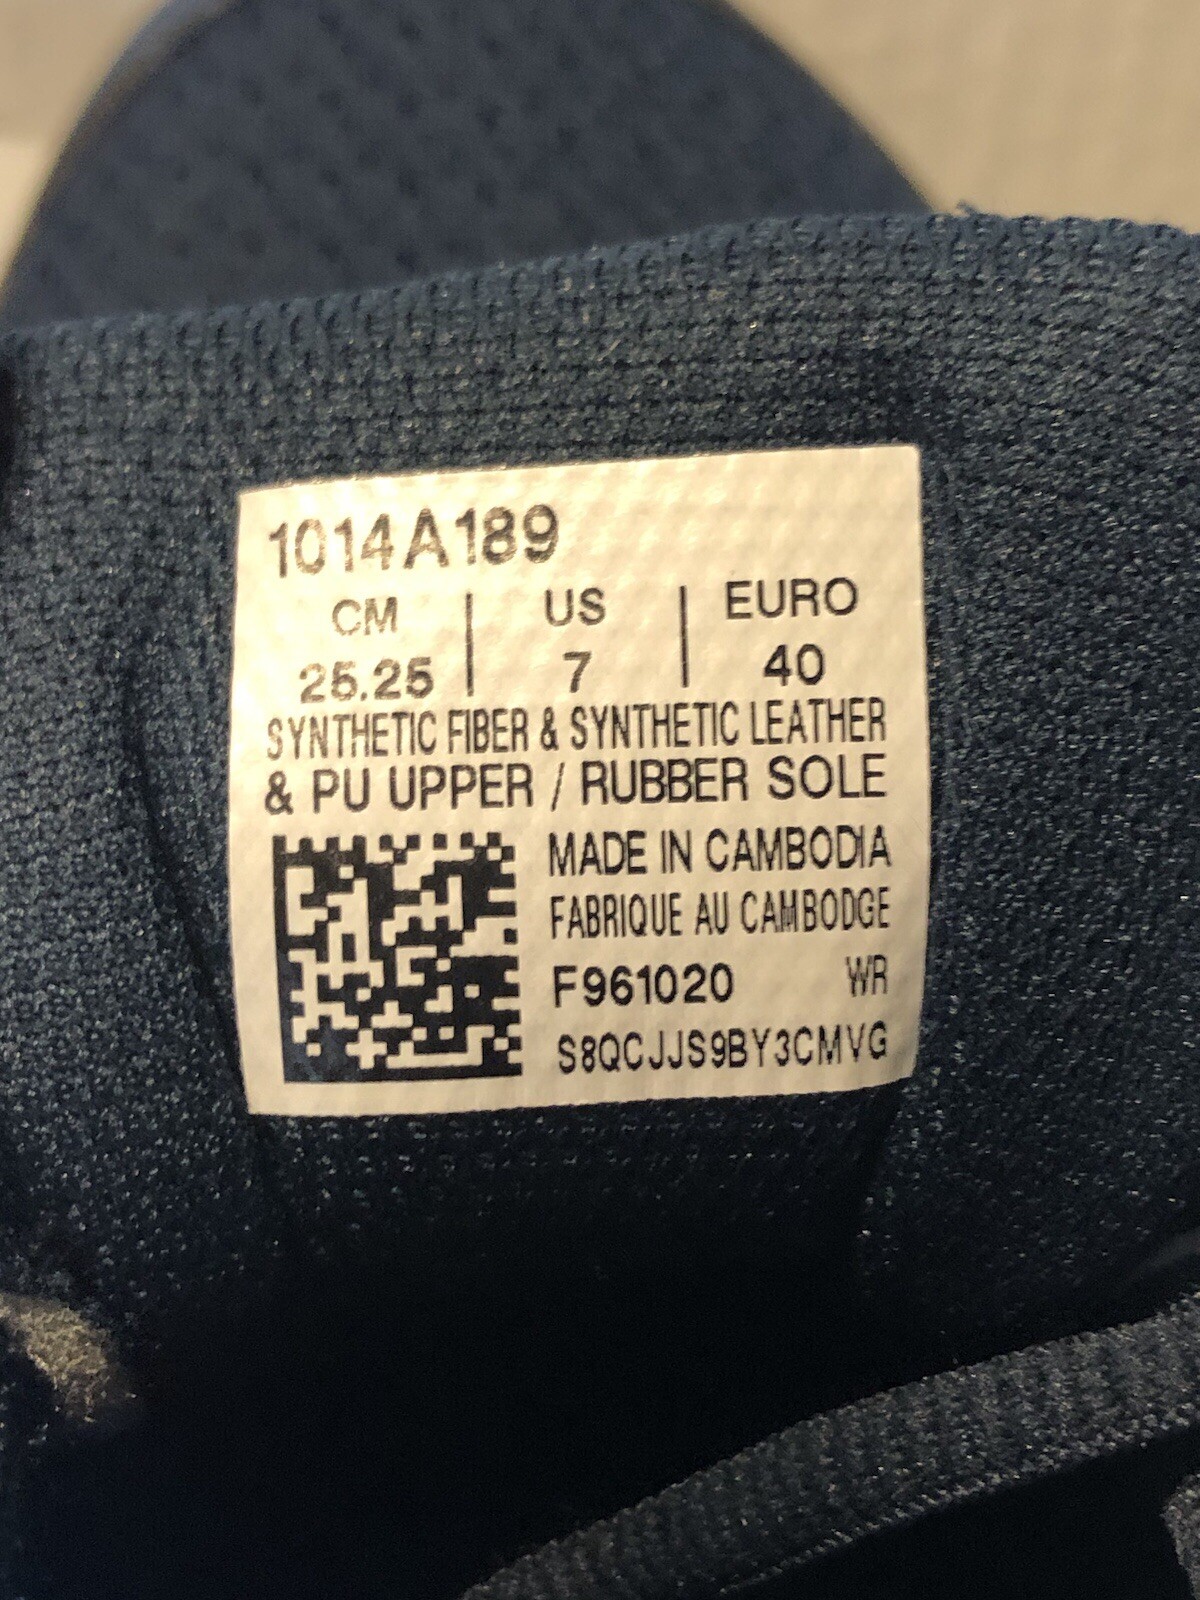 1014A189
CM | US | EURO
25.25 | 7 | 40
SYNTHETIC FIBER & SYNTHETIC LEATHER
& PU UPPER / RUBBER SOLE
MADE IN CAMBODIA
FABRIQUE AU CAMBODGE
F961020 WR
S8QCJJS9BY3CMVG